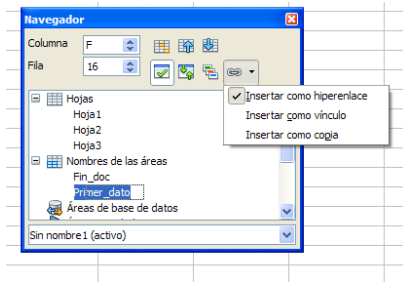 Navegador
Columna F
Fila 16
Insertar como hiperenlace
Insertar como vínculo
Insertar como copia
Hojas
Hoja1
Hoja2
Hoja3
Nombres de las áreas
Fin_doc
Primer_dato
Áreas de base de datos
Sin nombre1 (activo)